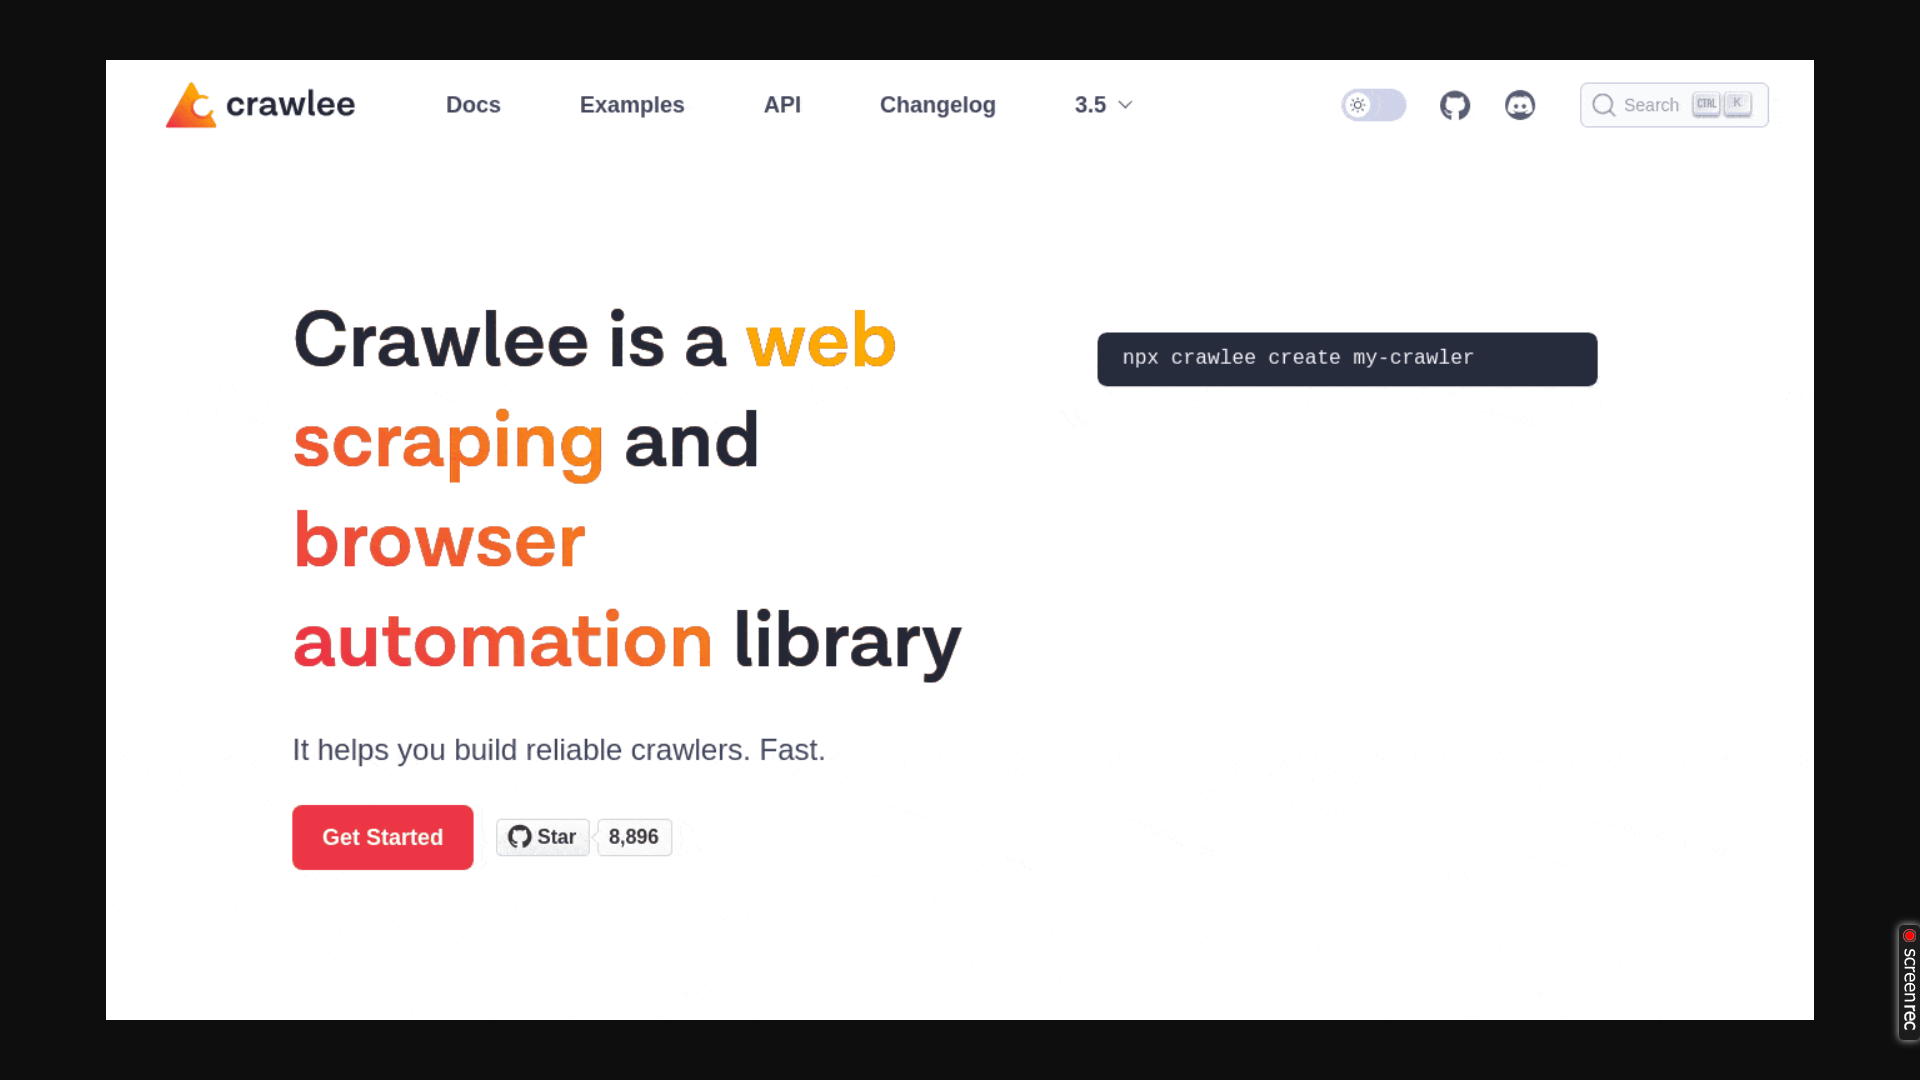 crawlee
Docs
Examples
API
Changelog
3.5
Search
CTRL
K
Crawlee is a web
scraping and
browser
automation library
npx crawlee create my-crawler
It helps you build reliable crawlers. Fast.
Get Started
Star
8,896
screenrec